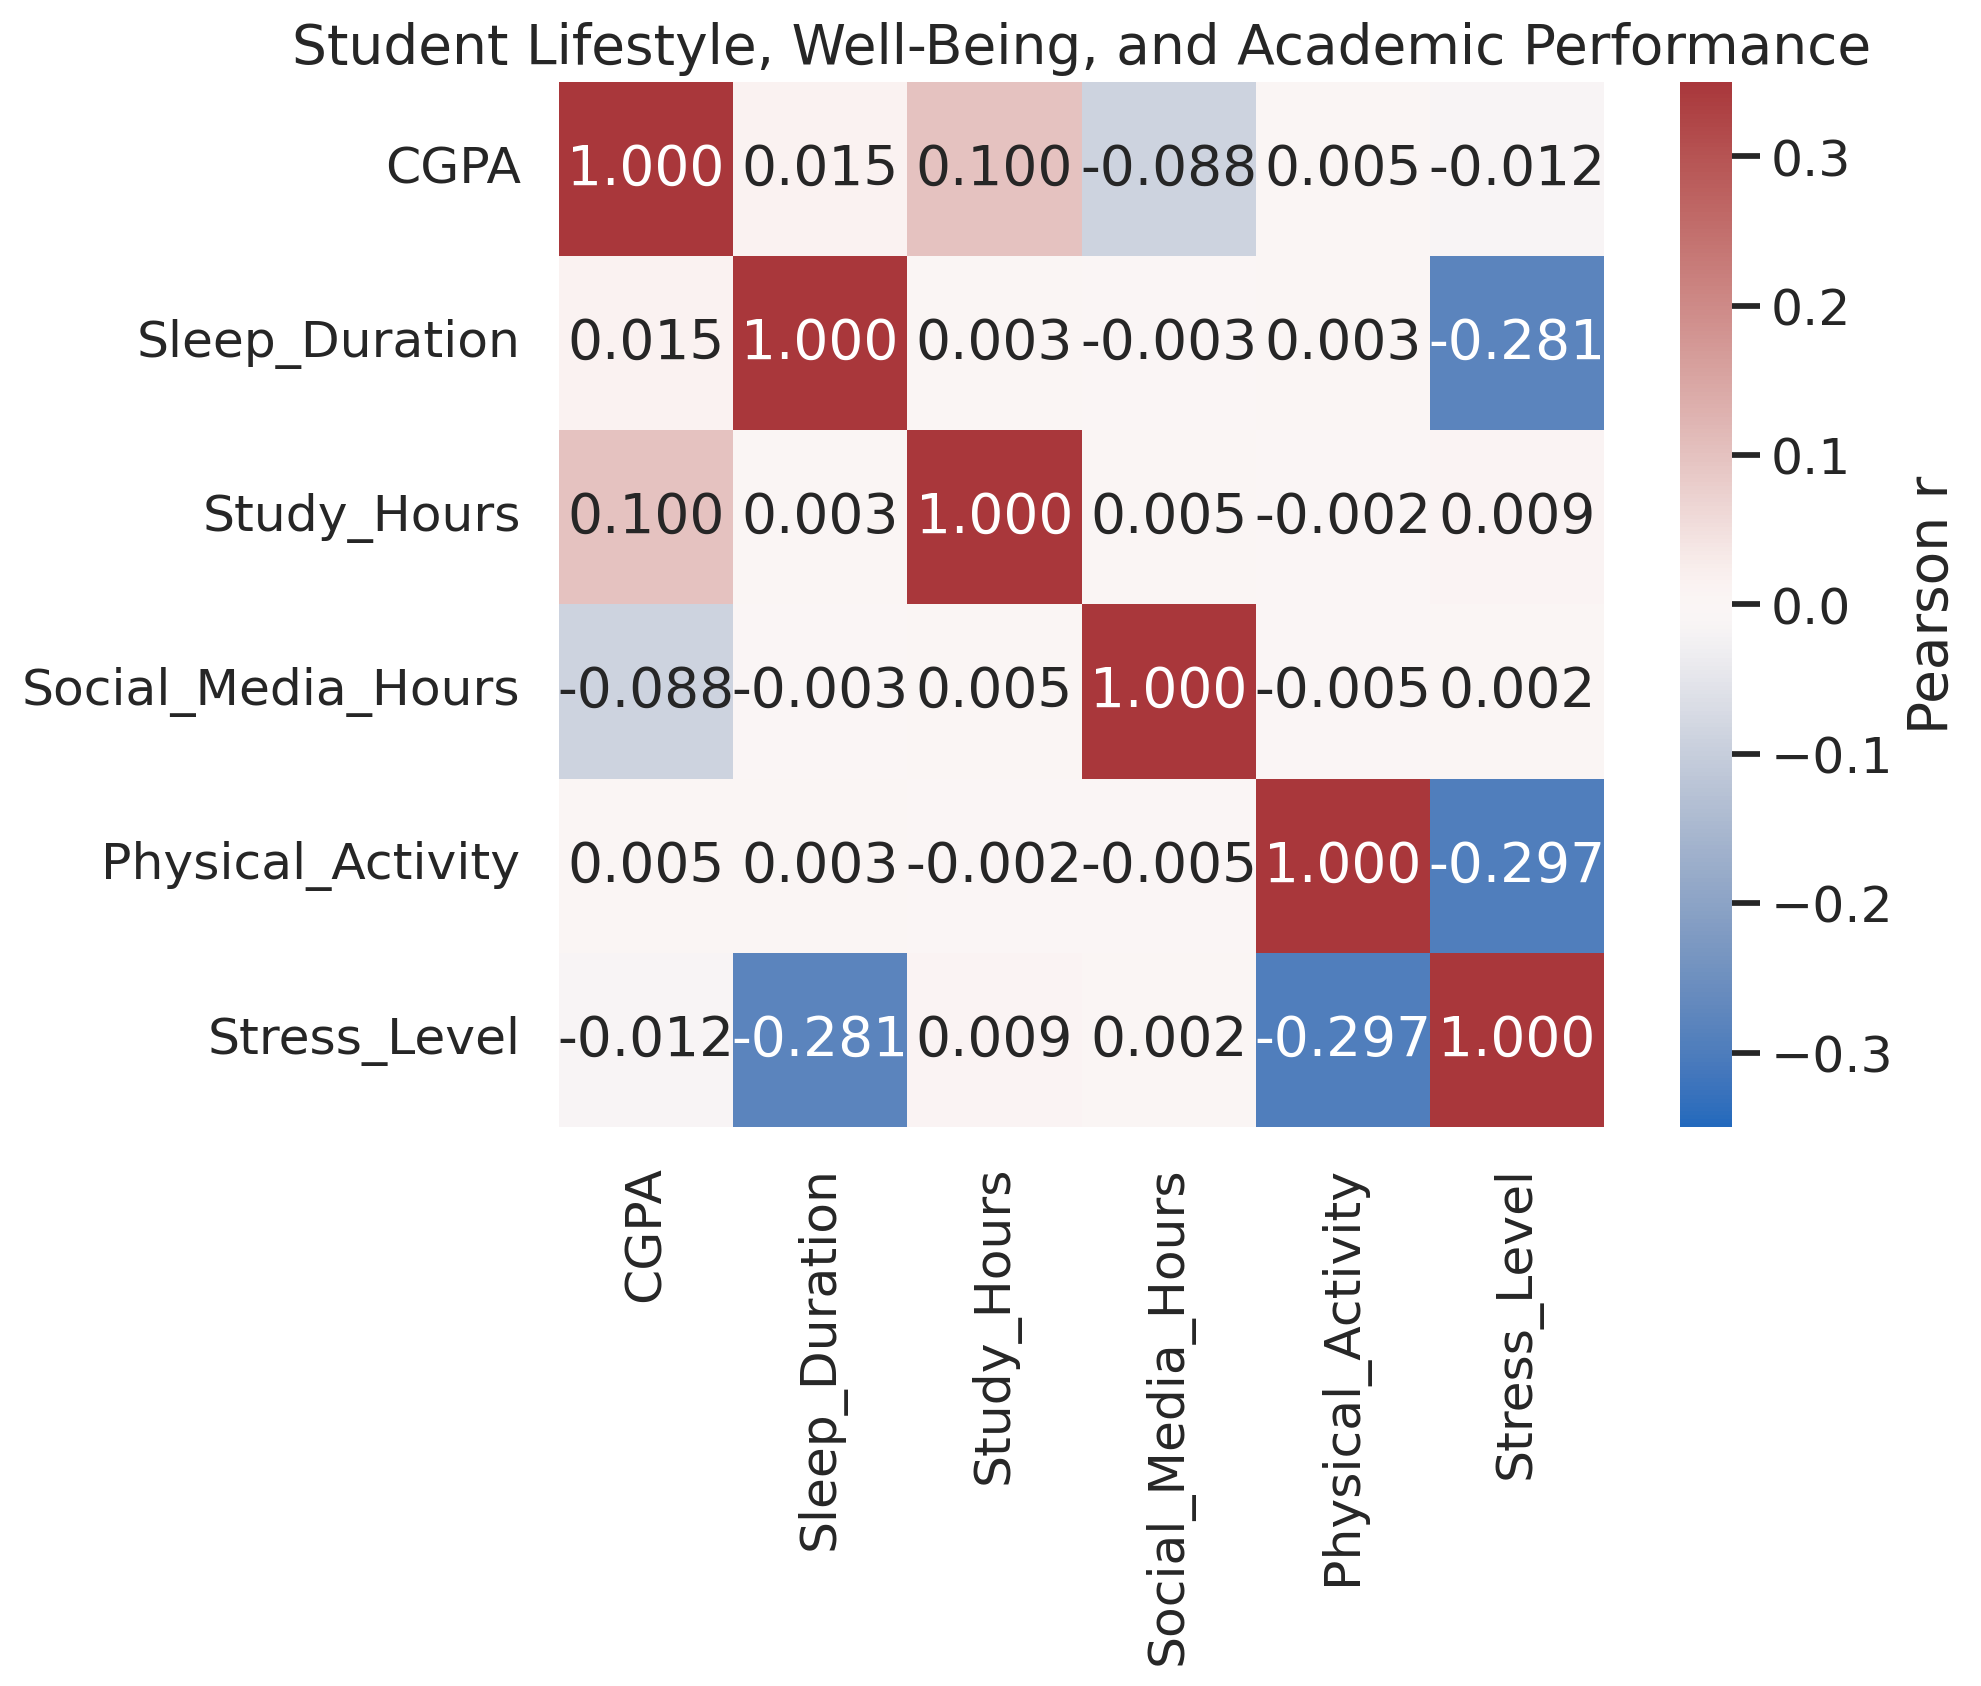 Student Lifestyle, Well-Being, and Academic Performance
CGPA 1.000 0.015 0.100 -0.088 0.005 -0.012
Sleep_Duration 0.015 1.000 0.003 -0.003 0.003 -0.281
Study_Hours 0.100 0.003 1.000 0.005 -0.002 0.009
Social_Media_Hours -0.088 -0.003 0.005 1.000 -0.005 0.002
Physical_Activity 0.005 0.003 -0.002 -0.005 1.000 -0.297
Stress_Level -0.012 -0.281 0.009 0.002 -0.297 1.000
CGPA
Sleep_Duration
Study_Hours
Social_Media_Hours
Physical_Activity
Stress_Level
0.3
0.2
0.1
0.0
−0.1
−0.2
−0.3
Pearson r